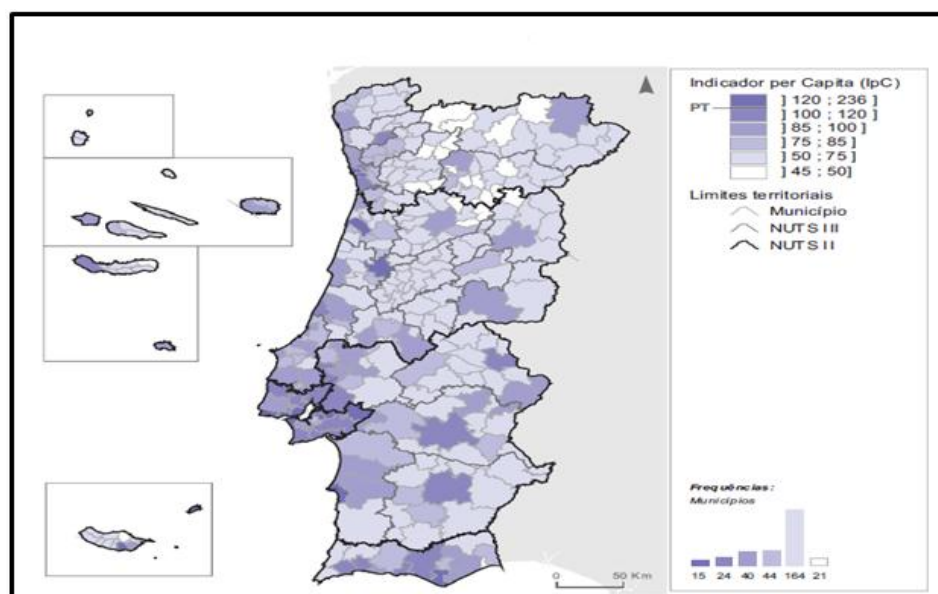 Indicador per Capita (IpC)
] 120 ; 236 ]
PT
] 100 ; 120 ]
] 85 ; 100 ]
] 75 ; 85 ]
] 50 ; 75 ]
] 45 ; 50]
Limites territoriais
Município
NUTS III
NUTS II
Frequências:
Municípios
15 24 40 44 164 21
0 50 Km